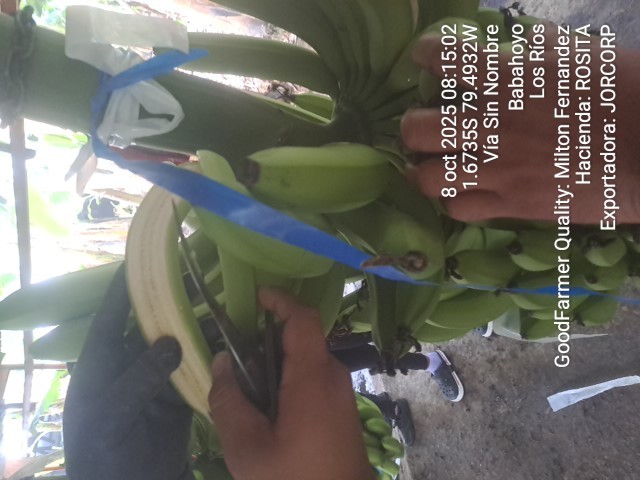 8 oct 2025 08:15:02
1.6735S 79.4932W
Vía Sin Nombre
Babahoyo
Los Ríos
GoodFarmer Quality: Milton Fernandez
Hacienda: ROSITA
Exportadora: JORCORP